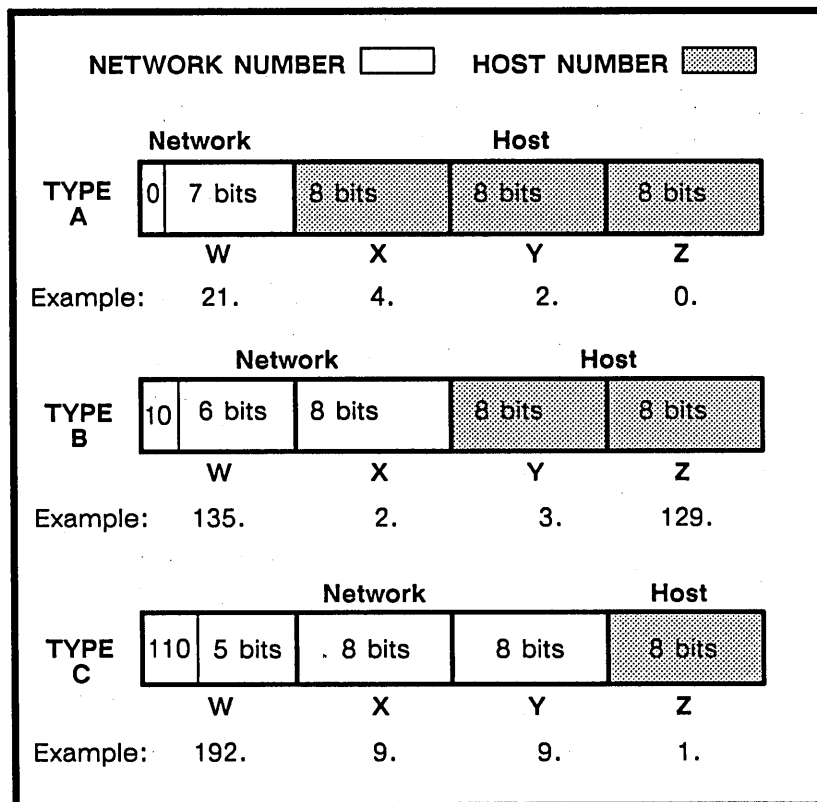 NETWORK NUMBER HOST NUMBER
Network Host
TYPE A 0 7 bits 8 bits 8 bits 8 bits
W X Y Z
Example: 21. 4. 2. 0.
Network Host
TYPE B 10 6 bits 8 bits 8 bits 8 bits
W X Y Z
Example: 135. 2. 3. 129.
Network Host
TYPE C 110 5 bits 8 bits 8 bits 8 bits
W X Y Z
Example: 192. 9. 9. 1.